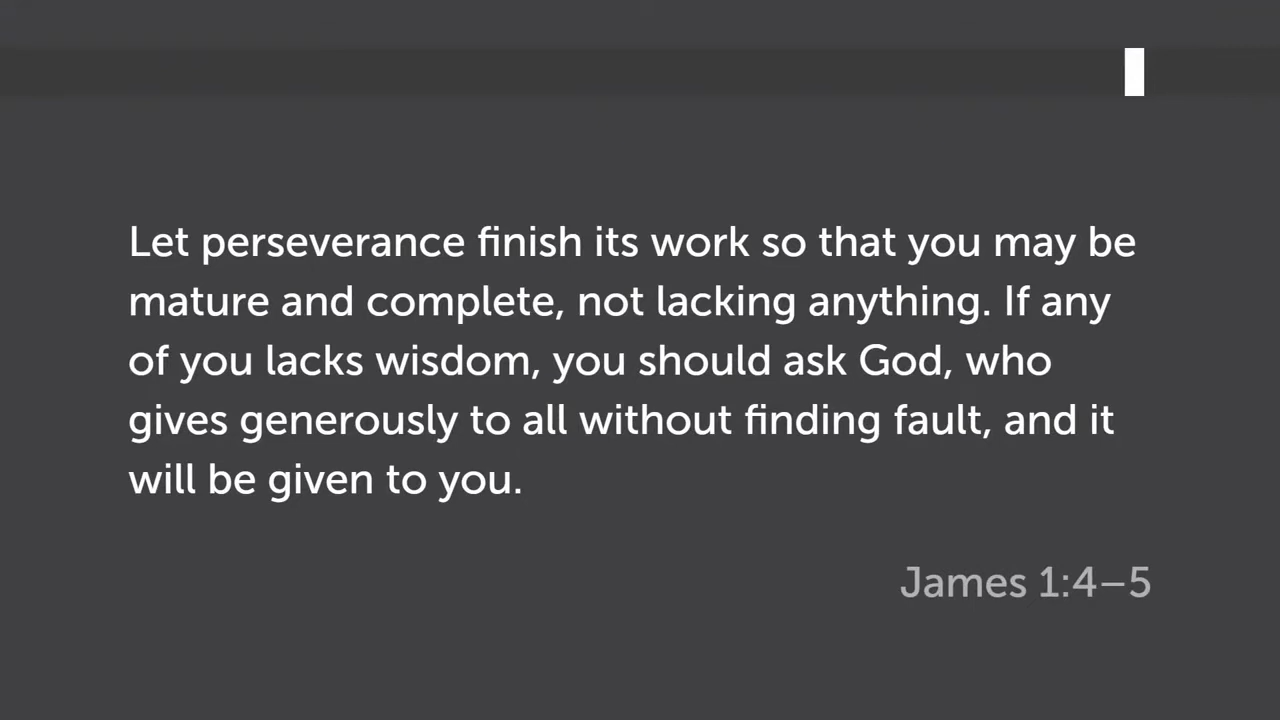 Let perseverance finish its work so that you may be
mature and complete, not lacking anything. If any
of you lacks wisdom, you should ask God, who
gives generously to all without finding fault, and it
will be given to you.
James 1:4–5